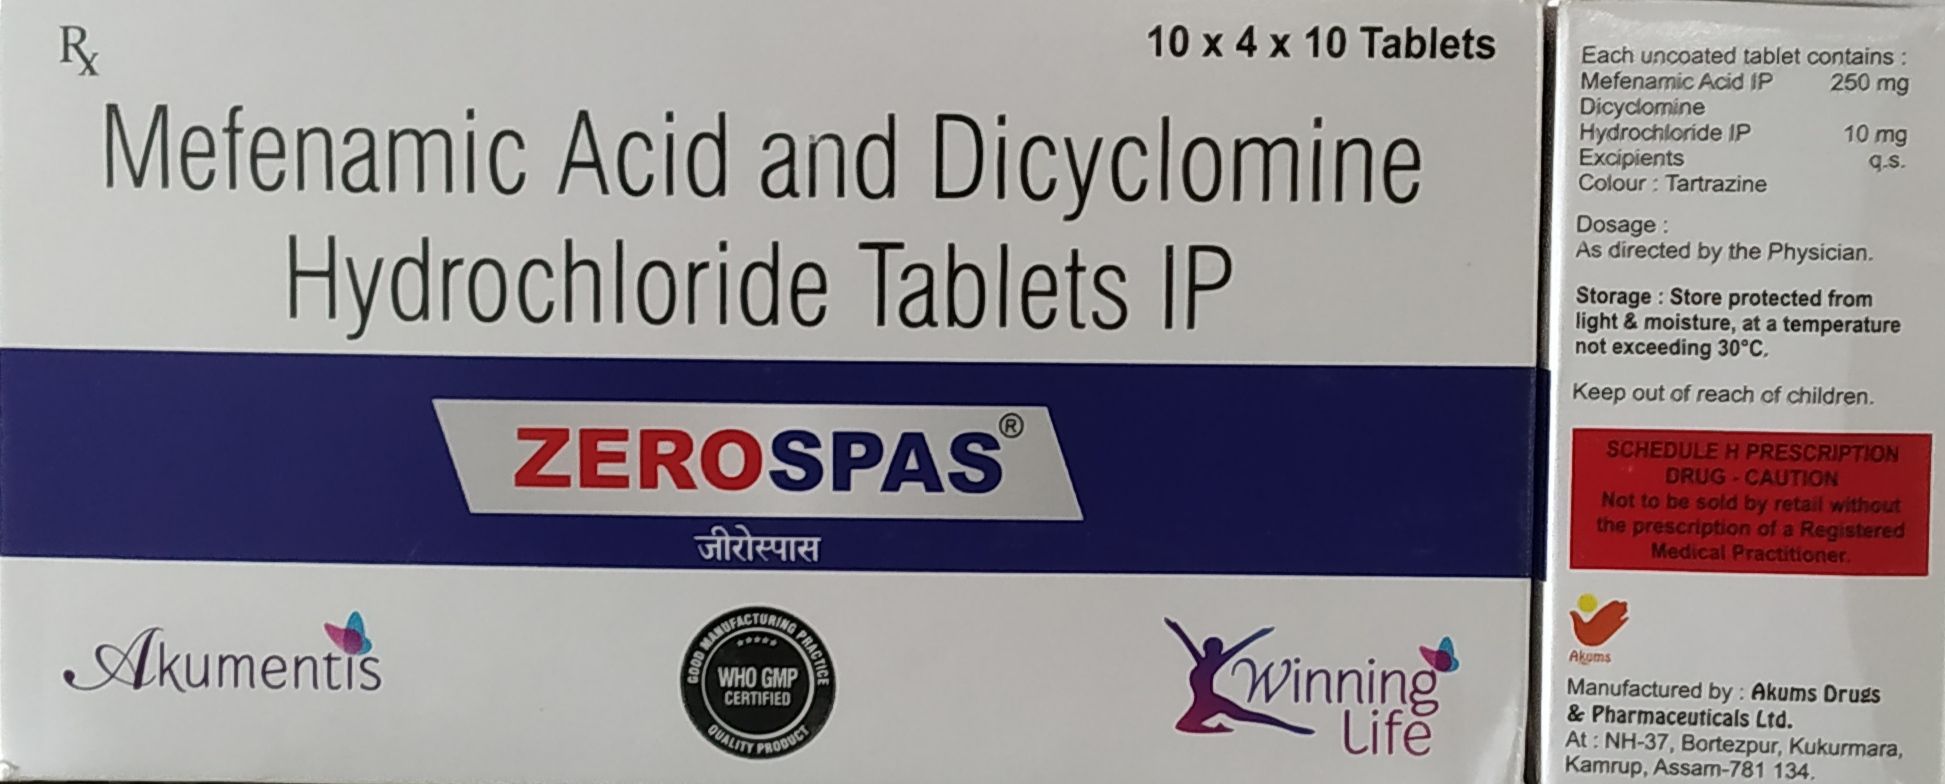 Rx
10 x 4 x 10 Tablets
Mefenamic Acid and Dicyclomine
Hydrochloride Tablets IP
ZEROSPAS®
जीरोस्पास
Akumentis
GOOD MANUFACTURING PRACTICE
WHO GMP
CERTIFIED
QUALITY PRODUCT
Winning
Life
Each uncoated tablet contains :
Mefenamic Acid IP 250 mg
Dicyclomine
Hydrochloride IP 10 mg
Excipients q.s.
Colour : Tartrazine
Dosage :
As directed by the Physician.
Storage : Store protected from
light & moisture, at a temperature
not exceeding 30°C.
Keep out of reach of children.
SCHEDULE H PRESCRIPTION
DRUG - CAUTION
Not to be sold by retail without
the prescription of a Registered
Medical Practitioner.
Akums
Manufactured by : Akums Drugs
& Pharmaceuticals Ltd.
At : NH-37, Bortezpur, Kukurmara,
Kamrup, Assam-781 134.